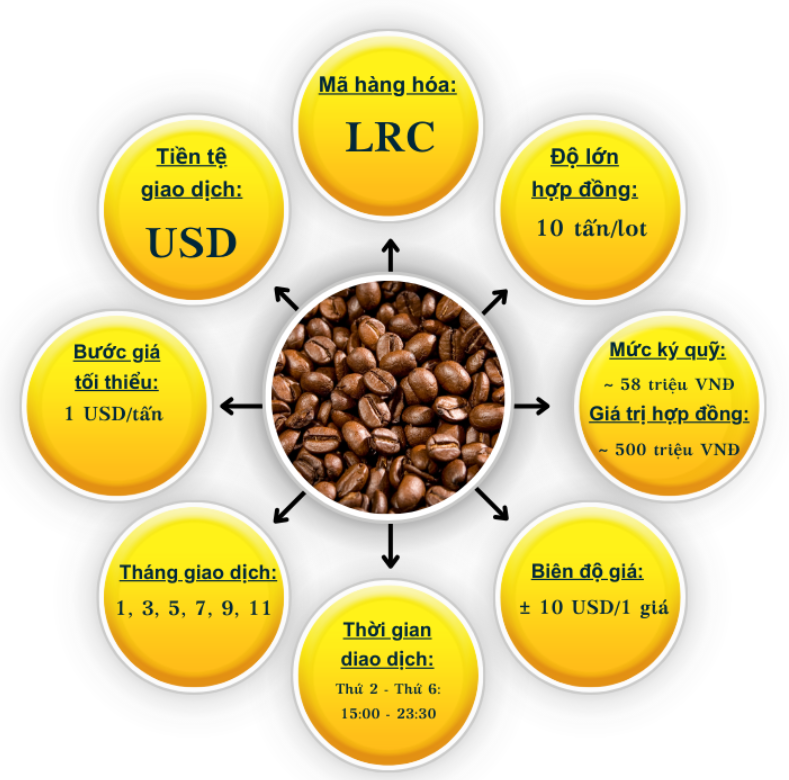 Mã hàng hóa:
LRC
Độ lớn
hợp đồng:
10 tấn/lot
Mức ký quỹ:
~ 58 triệu VNĐ
Giá trị hợp đồng:
~ 500 triệu VNĐ
Biên độ giá:
± 10 USD/1 giá
Thời gian
diao dịch:
Thứ 2 - Thứ 6:
15:00 - 23:30
Tháng giao dịch:
1, 3, 5, 7, 9, 11
Bước giá
tối thiểu:
1 USD/tấn
Tiền tệ
giao dịch:
USD